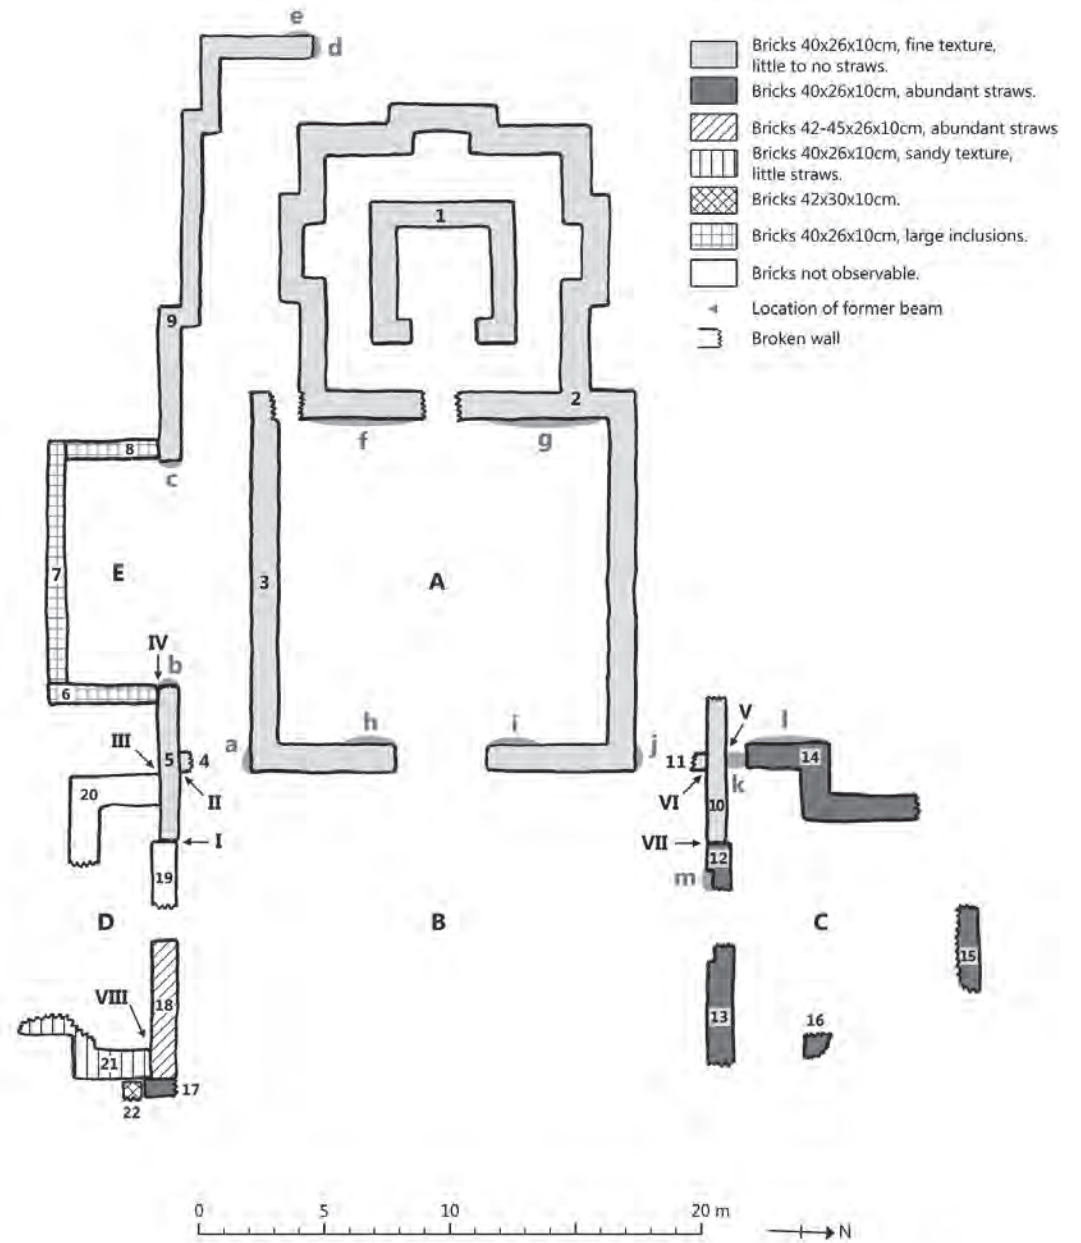 e
d
Bricks 40x26x10cm, fine texture,
little to no straws.
Bricks 40x26x10cm, abundant straws.
Bricks 42-45x26x10cm, abundant straws
Bricks 40x26x10cm, sandy texture,
little straws.
Bricks 42x30x10cm.
Bricks 40x26x10cm, large inclusions.
Bricks not observable.
Location of former beam
Broken wall
1
9
2
f
g
8
c
7
E
3
A
IV
b
6
V
III
a
h
i
j
l
5
4
11
14
k
20
II
VI
10
I
VII
12
19
m
D
B
C
15
VIII
18
13
16
21
17
22
0
5
10
20 m
N